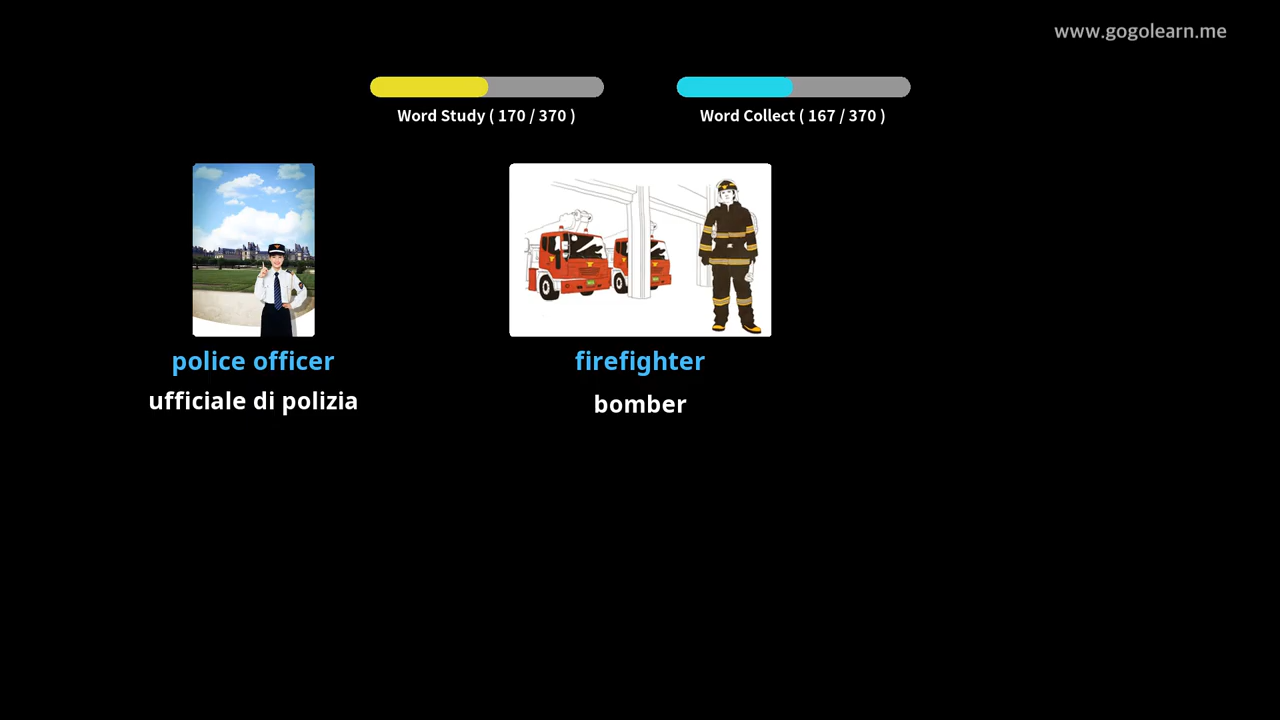 www.gogolearn.me
Word Study ( 170 / 370 )
Word Collect ( 167 / 370 )
police officer
ufficiale di polizia
firefighter
bomber